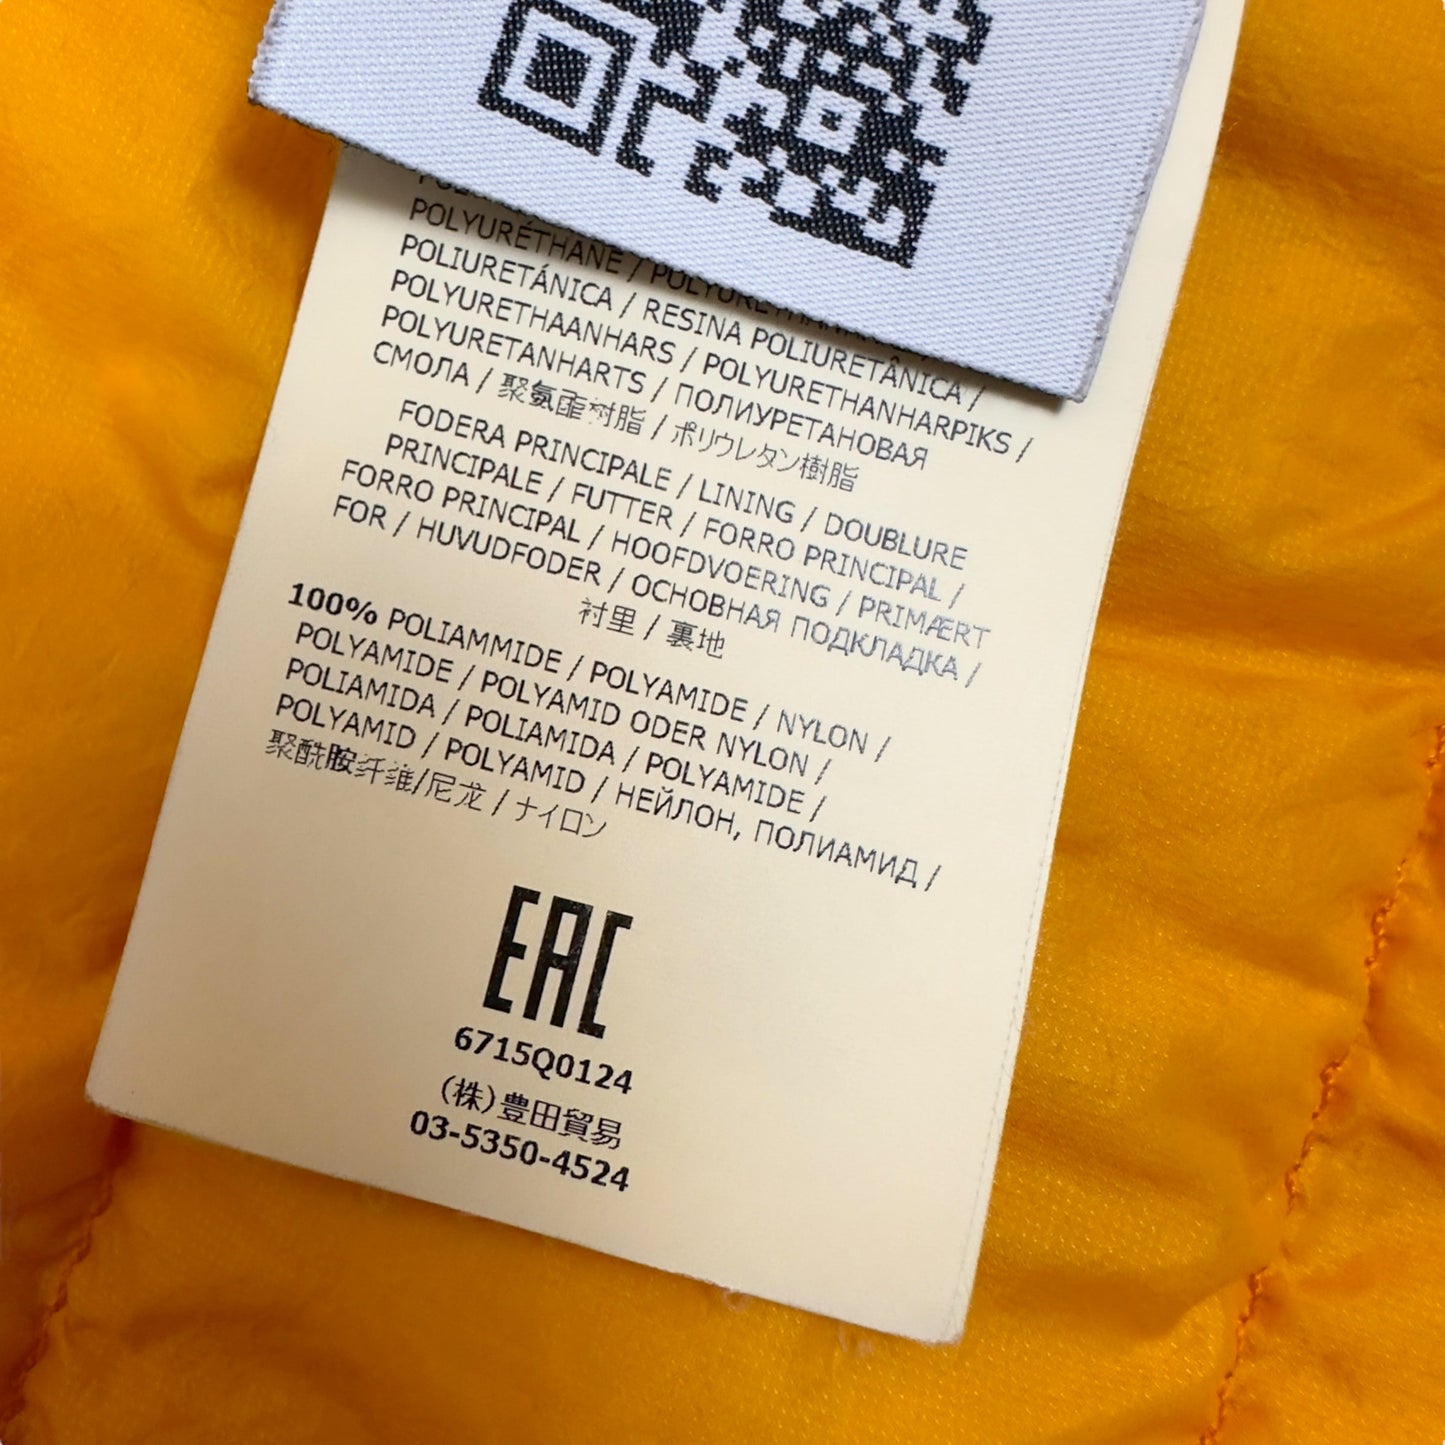 POLYURÉTHANE / POLYURETHANHARZ
POLIURETÁNICA / RESINA POLIURETÂNICA /
POLYURETHAANHARS / POLYURETHANHARPIKS /
POLYURETANHARTS / ПОЛИУРЕТАНОВАЯ
СМОЛА / 聚氨酯树脂 / ポリウレタン樹脂
FODERA PRINCIPALE / LINING / DOUBLURE
PRINCIPALE / FUTTER / FORRO PRINCIPAL /
FORRO PRINCIPAL / HOOFDVOERING / PRIMÆRT
FOR / HUVUDFODER / ОСНОВНАЯ ПОДКЛАДКА /
衬里 / 裏地
100% POLIAMMIDE / POLYAMIDE / NYLON /
POLYAMIDE / POLYAMID ODER NYLON /
POLIAMIDA / POLIAMIDA / POLYAMIDE /
POLYAMID / POLYAMID / НЕЙЛОН, ПОЛИАМИД /
聚酰胺纤维/尼龙 / ナイロン
EAC
6715Q0124
(株)豊田貿易
03-5350-4524